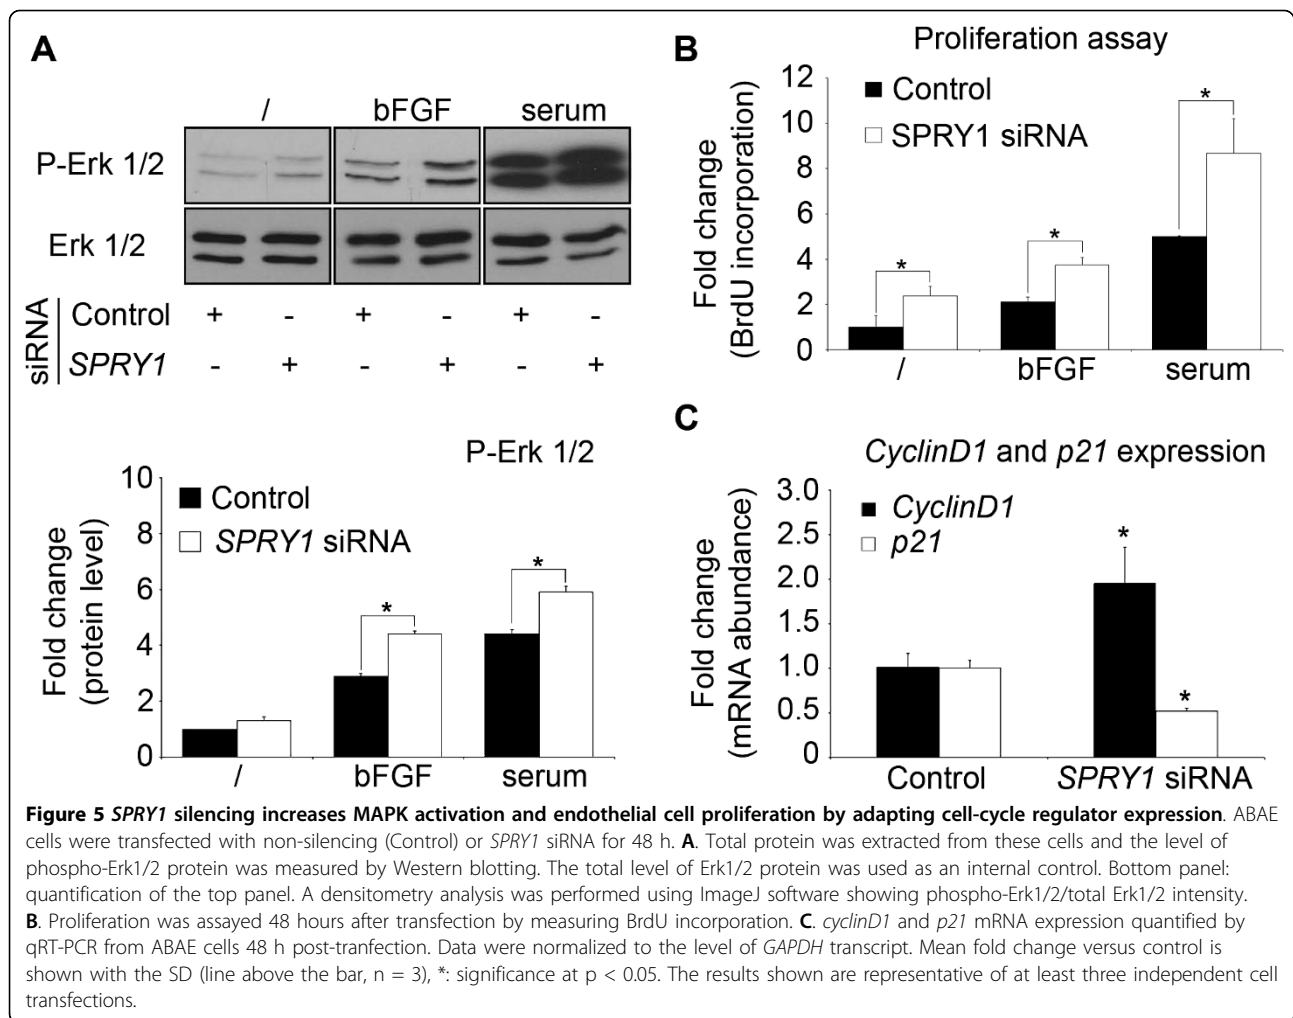 A
/ bFGF serum
P-Erk 1/2
Erk 1/2
siRNA
Control + - + - + -
SPRY1 - + - + - +
P-Erk 1/2
Control
SPRY1 siRNA
Fold change
(protein level)
10
8
6
4
2
0
/ bFGF serum
* *
B
Proliferation assay
Control
SPRY1 siRNA
Fold change
(BrdU incorporation)
12
10
8
6
4
2
0
* * *
/ bFGF serum
C
CyclinD1 and p21 expression
CyclinD1
p21
Fold change
(mRNA abundance)
3.0
2.5
2.0
1.5
1.0
0.5
0
* *
Control SPRY1 siRNA
Figure 5 SPRY1 silencing increases MAPK activation and endothelial cell proliferation by adapting cell-cycle regulator expression. ABAE
cells were transfected with non-silencing (Control) or SPRY1 siRNA for 48 h. A. Total protein was extracted from these cells and the level of
phospho-Erk1/2 protein was measured by Western blotting. The total level of Erk1/2 protein was used as an internal control. Bottom panel:
quantification of the top panel. A densitometry analysis was performed using ImageJ software showing phospho-Erk1/2/total Erk1/2 intensity.
B. Proliferation was assayed 48 hours after transfection by measuring BrdU incorporation. C. cyclinD1 and p21 mRNA expression quantified by
qRT-PCR from ABAE cells 48 h post-tranfection. Data were normalized to the level of GAPDH transcript. Mean fold change versus control is
shown with the SD (line above the bar, n = 3), *: significance at p < 0.05. The results shown are representative of at least three independent cell
transfections.